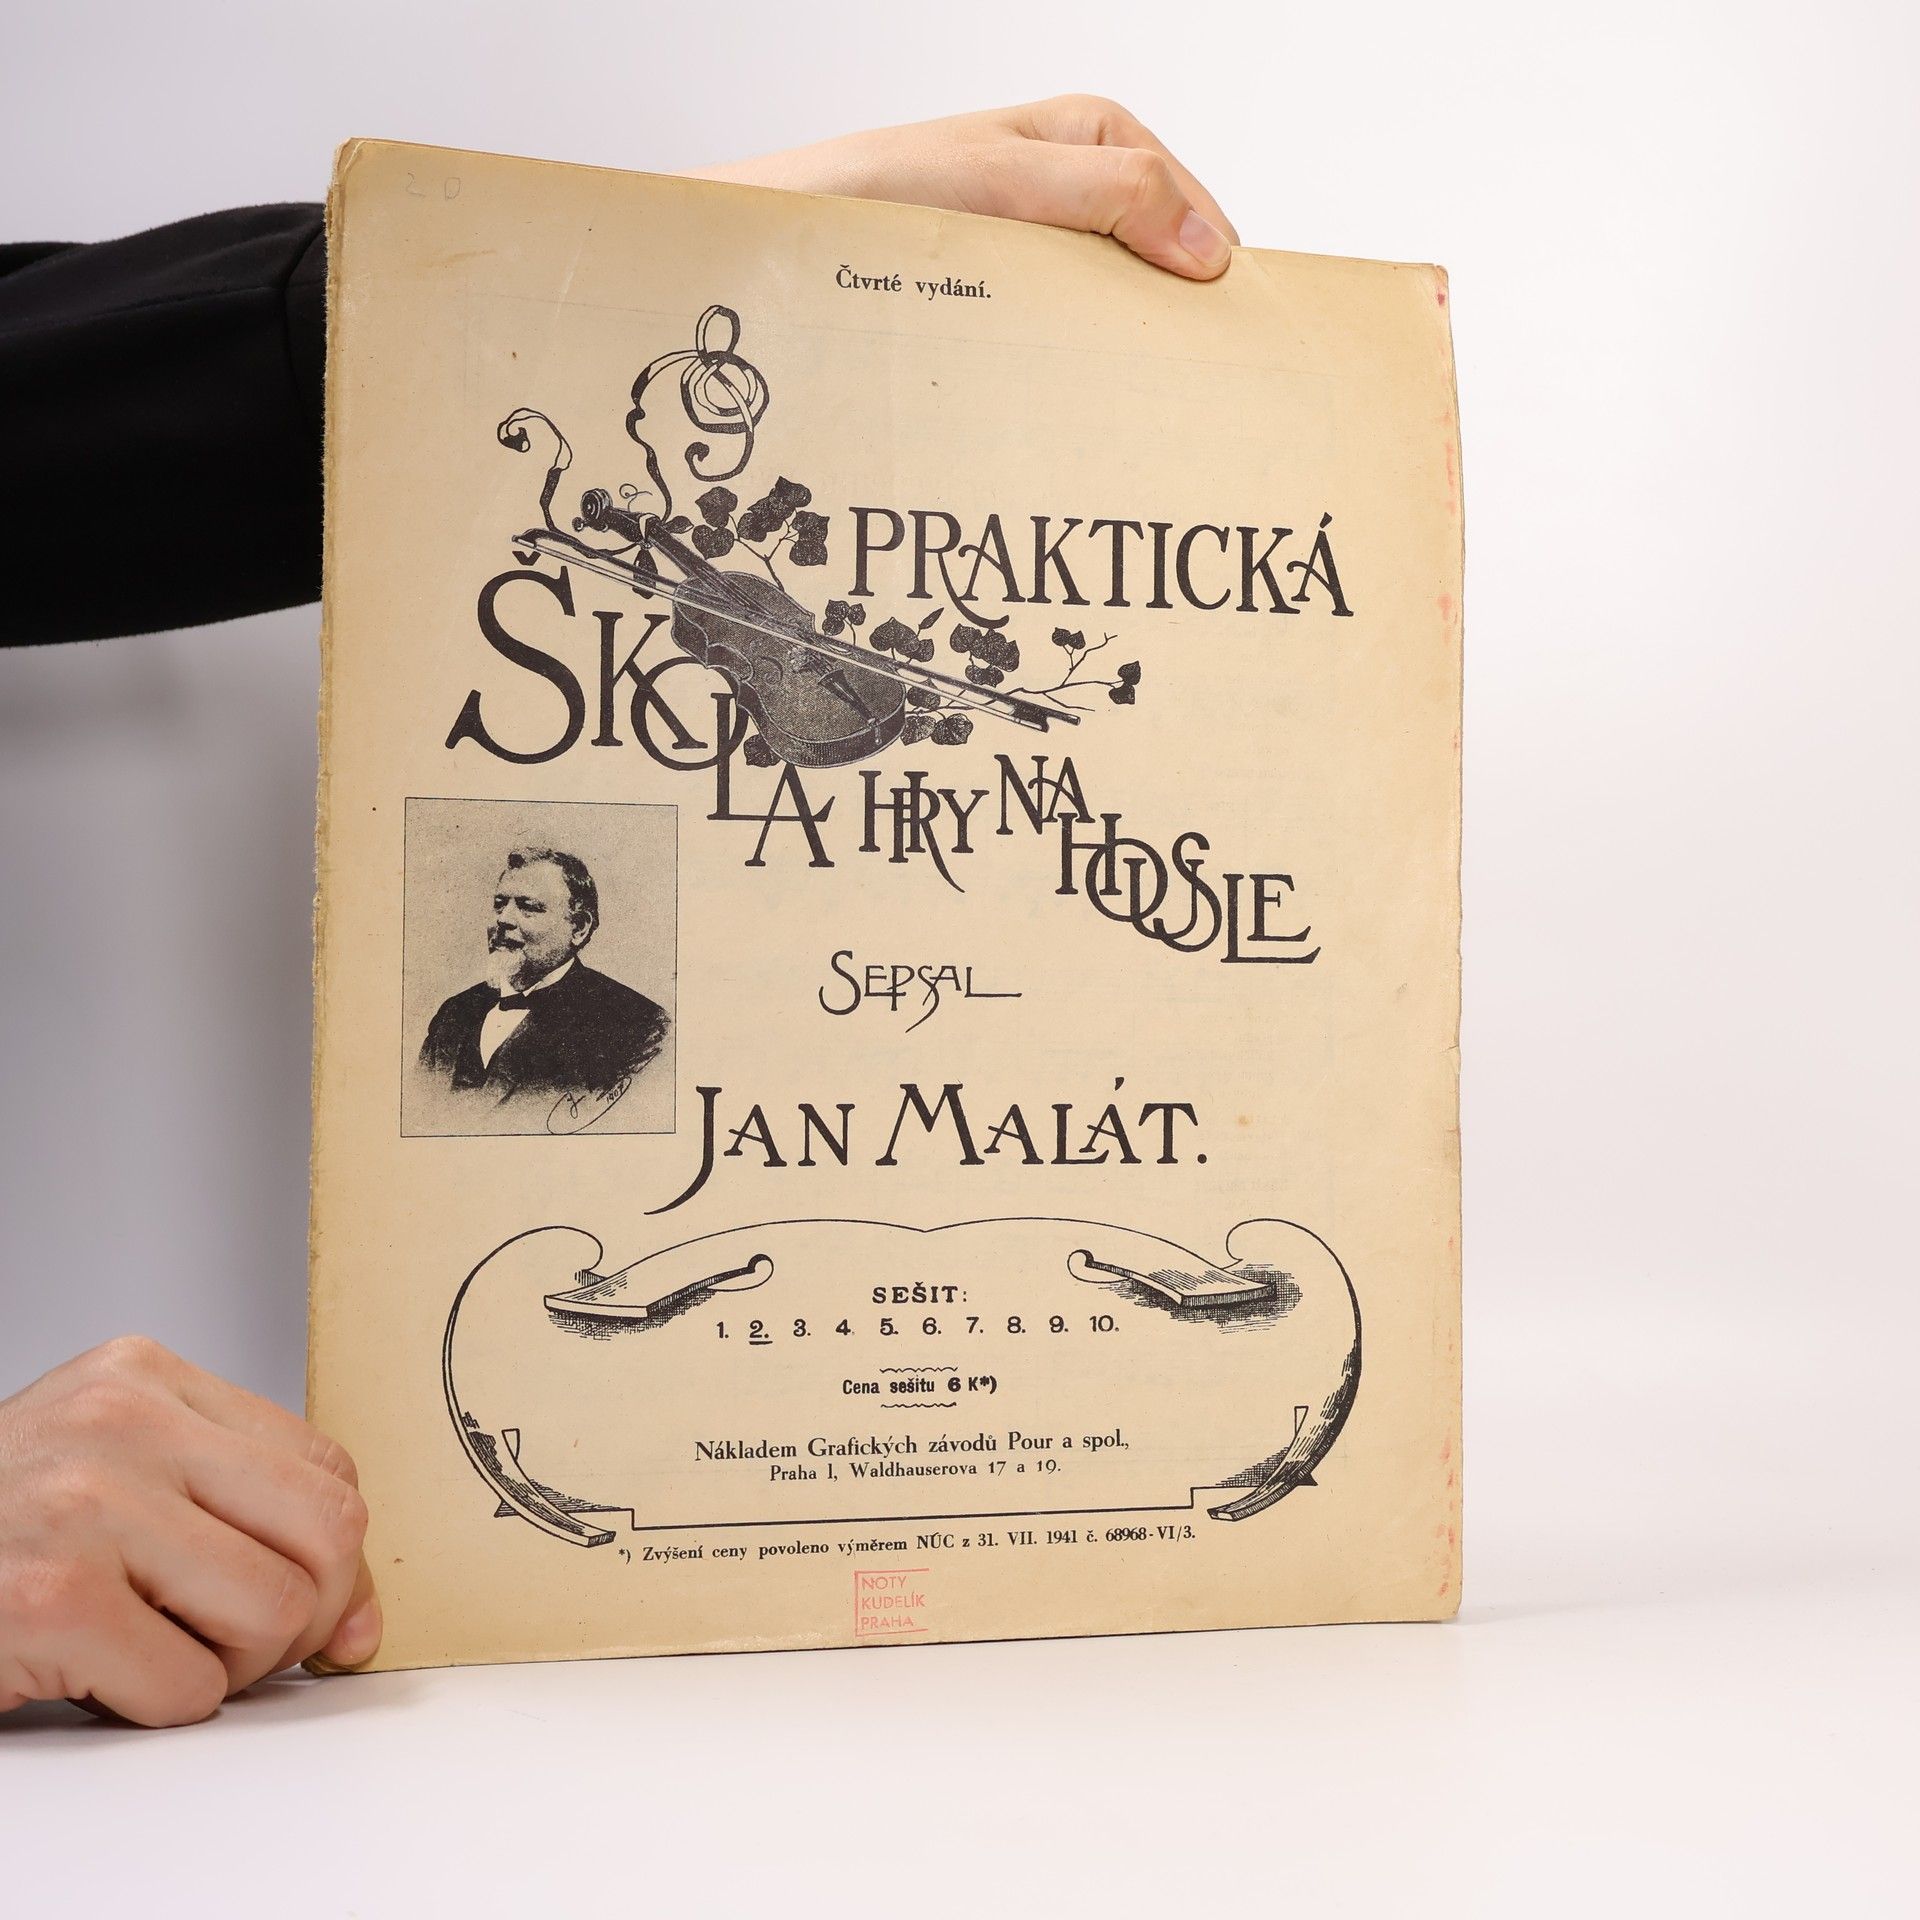 20
Čtvrté vydání.
PRAKTICKÁ
ŠKOLA HRY NA HOUSLE
SEPSAL
JAN MALÁT.
1907
SEŠIT:
1. 2. 3. 4. 5. 6. 7. 8. 9. 10.
Cena sešitu 6 K*)
Nákladem Grafických závodů Pour a spol.,
Praha I, Waldhauserova 17 a 19.
*) Zvýšení ceny povoleno výměrem NÚC z 31. VII. 1941 č. 68968-VI/3.
NOTY
KUDELÍK
PRAHA